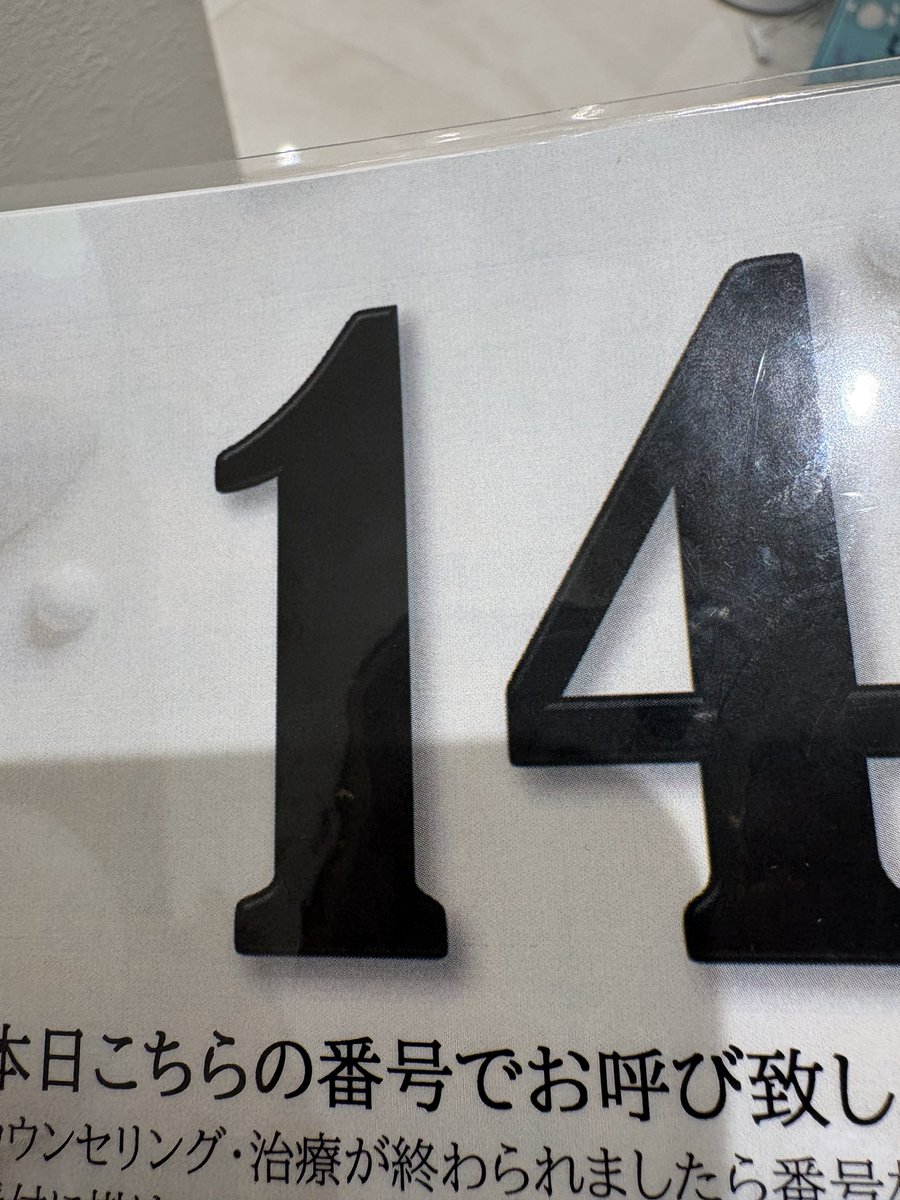 14
本日こちらの番号でお呼び致し
カウンセリング・治療が終わられましたら番号